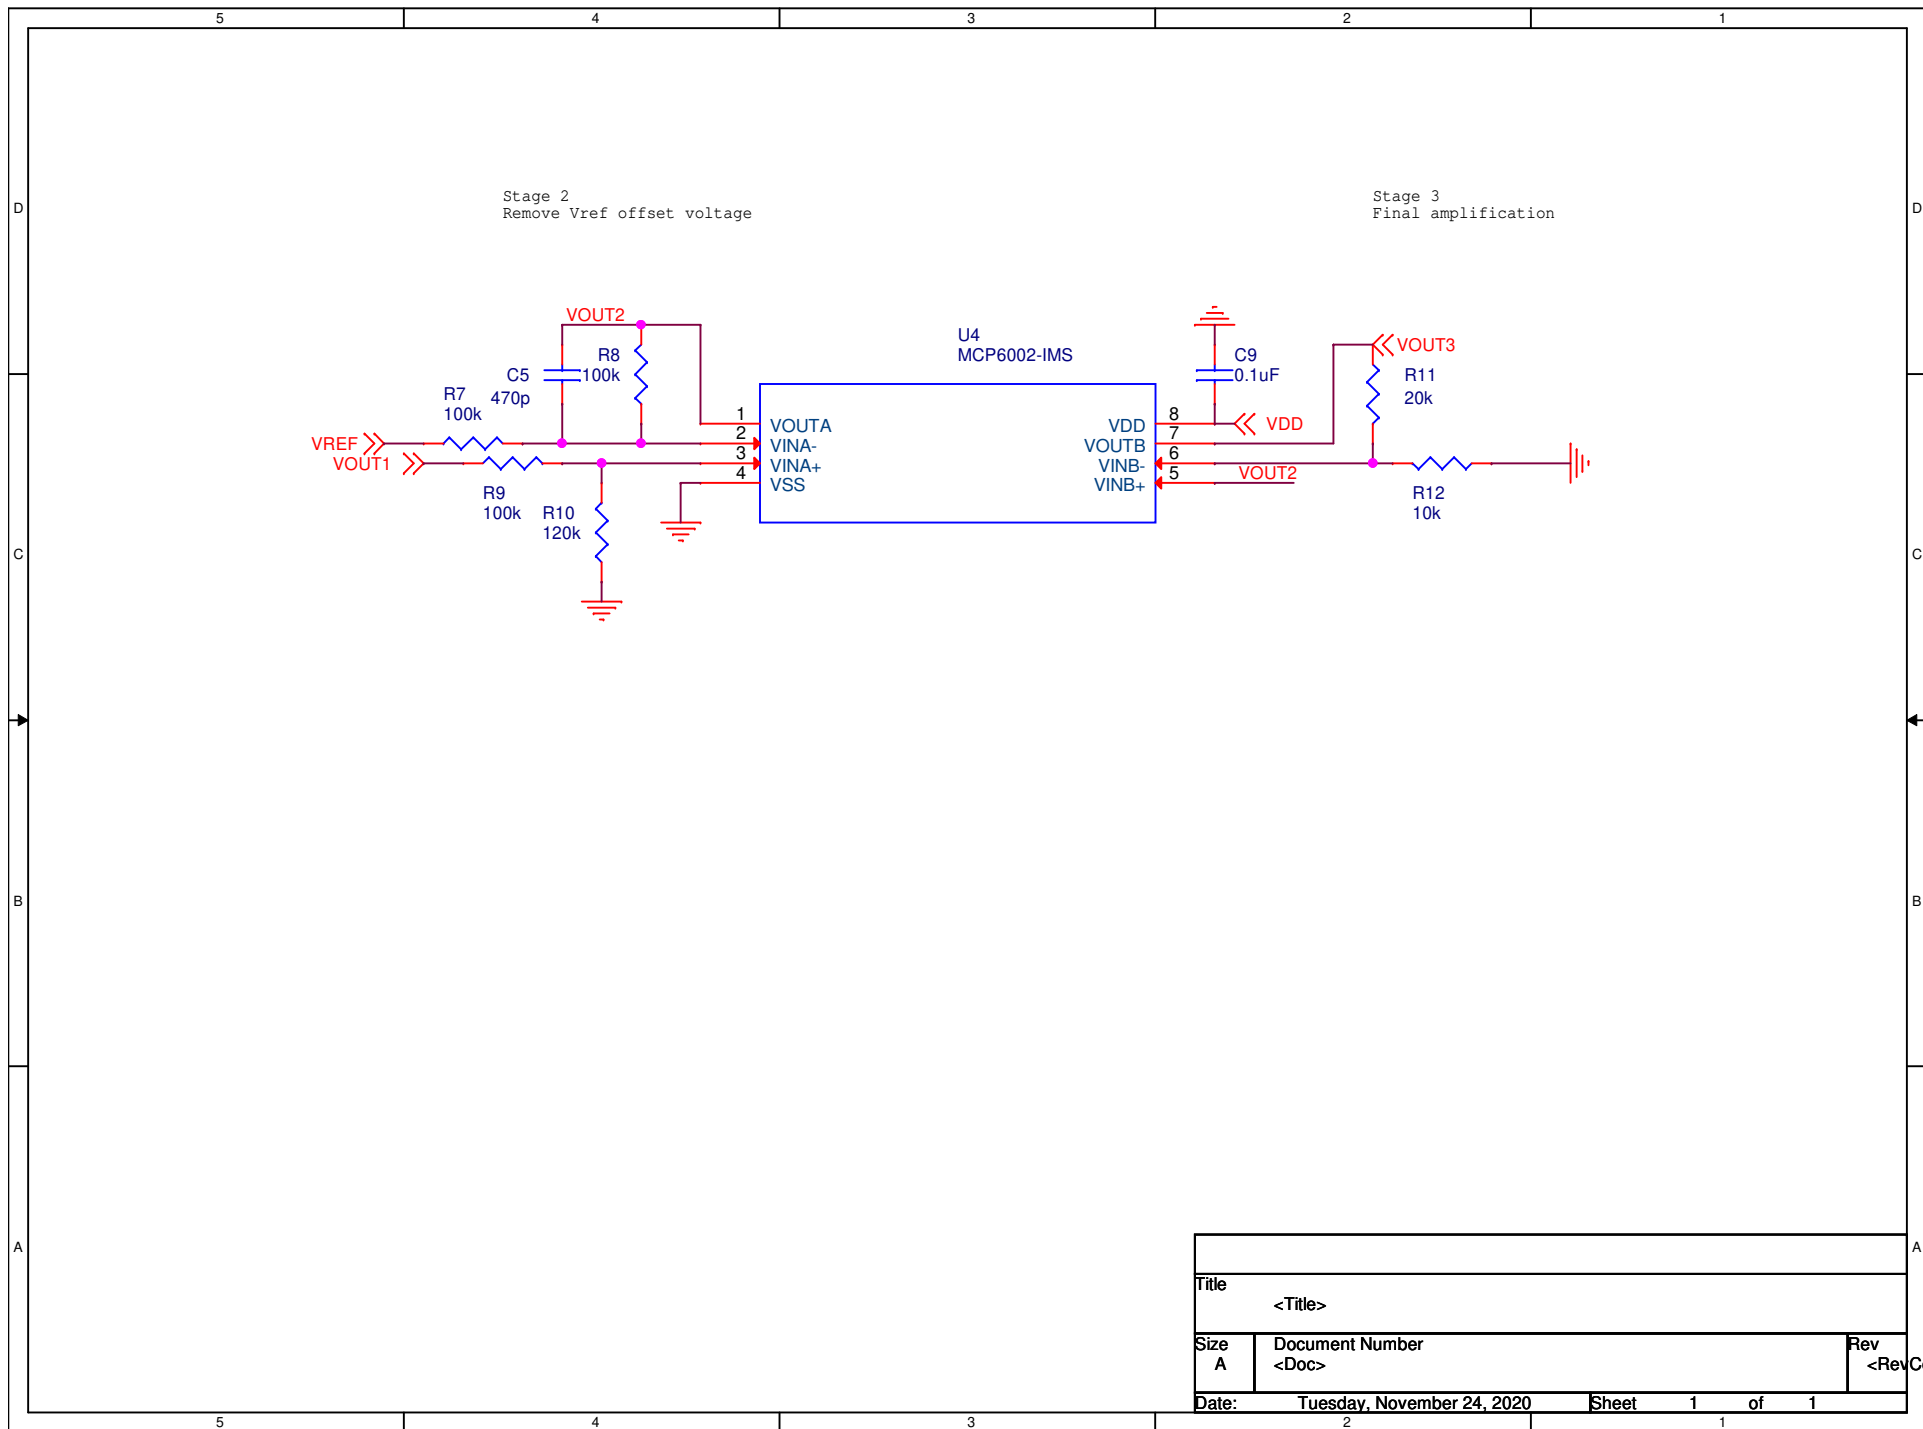 5 4 3 2 1
D D
Stage 2
Remove Vref offset voltage
Stage 3
Final amplification
VOUT2
U4
MCP6002-IMS
R8
100k
C5
470p
R7
100k
C9
0.1uF
VOUT3
R11
20k
VREF
VOUT1
1 VOUTA
2 VINA-
3 VINA+
4 VSS
VDD 8
VOUTB 7
VINB- 6
VINB+ 5
VDD
VOUT2
R9
100k
R10
120k
R12
10k
C C
B B
A A
Title
<Title>
Size
A
Document Number
<Doc>
Rev
Date: Tuesday, November 24, 2020 Sheet 1 of 1
5 4 3 2 1